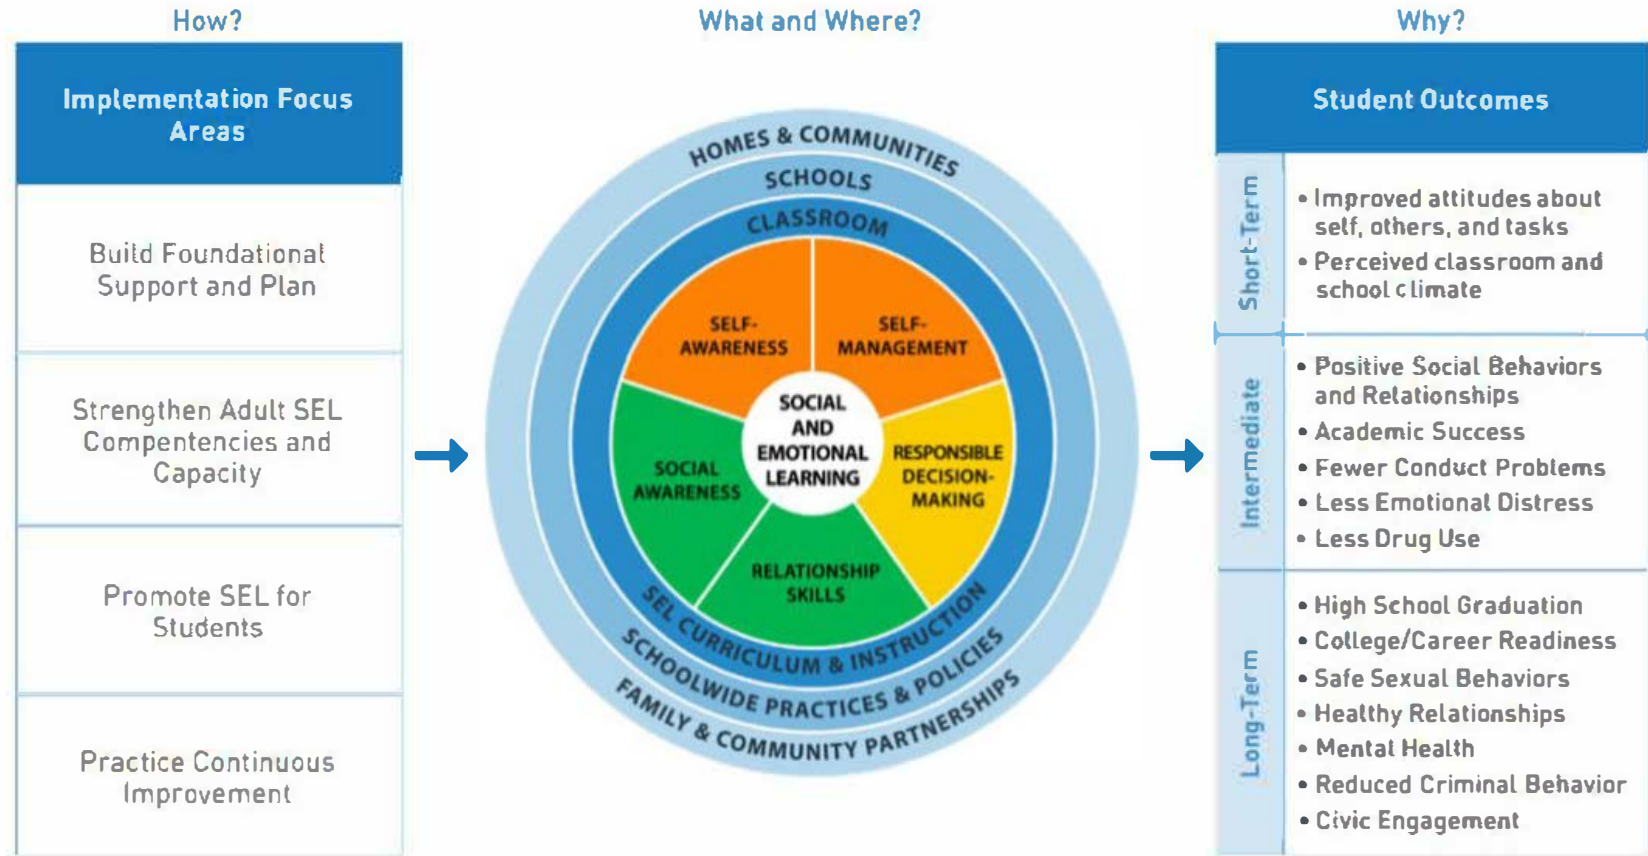 How?
Implementation Focus
Areas
Build Foundational
Support and Plan
Strengthen Adult SEL
Compentencies and
Capacity
Promote SEL for
Students
Practice Continuous
Improvement
What and Where?
HOMES & COMMUNITIES
SCHOOLS
CLASSROOM
SELF-
AWARENESS
SELF-
MANAGEMENT
SOCIAL
AND
EMOTIONAL
LEARNING
SOCIAL
AWARENESS
RESPONSIBLE
DECISION-
MAKING
RELATIONSHIP
SKILLS
SEL CURRICULUM & INSTRUCTION
SCHOOLWIDE PRACTICES & POLICIES
FAMILY & COMMUNITY PARTNERSHIPS
Why?
Student Outcomes
Short-Term
• Improved attitudes about
self, others, and tasks
• Perceived classroom and
school climate
Intermediate
• Positive Social Behaviors
and Relationships
• Academic Success
• Fewer Conduct Problems
• Less Emotional Distress
• Less Drug Use
Long-Term
• High School Graduation
• College/Career Readiness
• Safe Sexual Behaviors
• Healthy Relationships
• Mental Health
• Reduced Criminal Behavior
• Civic Engagement